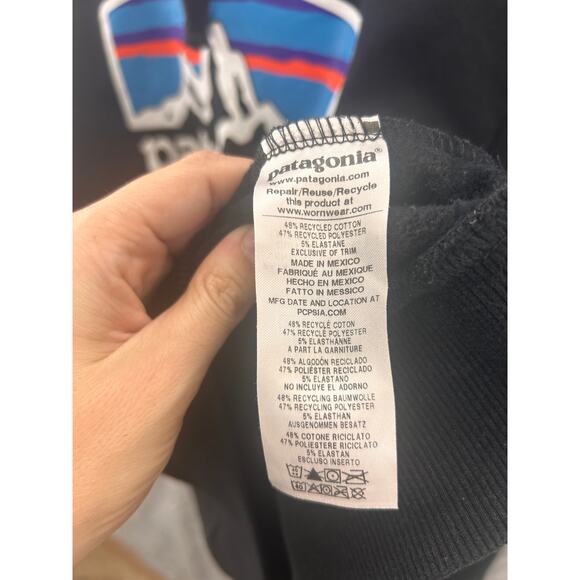 patagonia®
www.patagonia.com
Repair/Reuse/Recycle
this product at
www.wornwear.com
48% RECYCLED COTTON
47% RECYCLED POLYESTER
5% ELASTANE
EXCLUSIVE OF TRIM
MADE IN MEXICO
FABRIQUÉ AU MEXIQUE
HECHO EN MEXICO
FATTO IN MESSICO
MFG DATE AND LOCATION AT
PCPSIA.COM
48% RECYCLÉ COTON
47% RECYCLÉ POLYESTER
5% ELASTHANNE
A PART LA GARNITURE
48% ALGODÓN RECICLADO
47% POLIÉSTER RECICLADO
5% ELASTANO
NO INCLUYE EL ADORNO
48% RECYCLING BAUMWOLLE
47% RECYCLING POLYESTER
5% ELASTHAN
AUSGENOMMEN BESATZ
48% COTONE RICICLATO
47% POLIESTERE RICICLATO
5% ELASTAN
ESCLUSO INSERTO